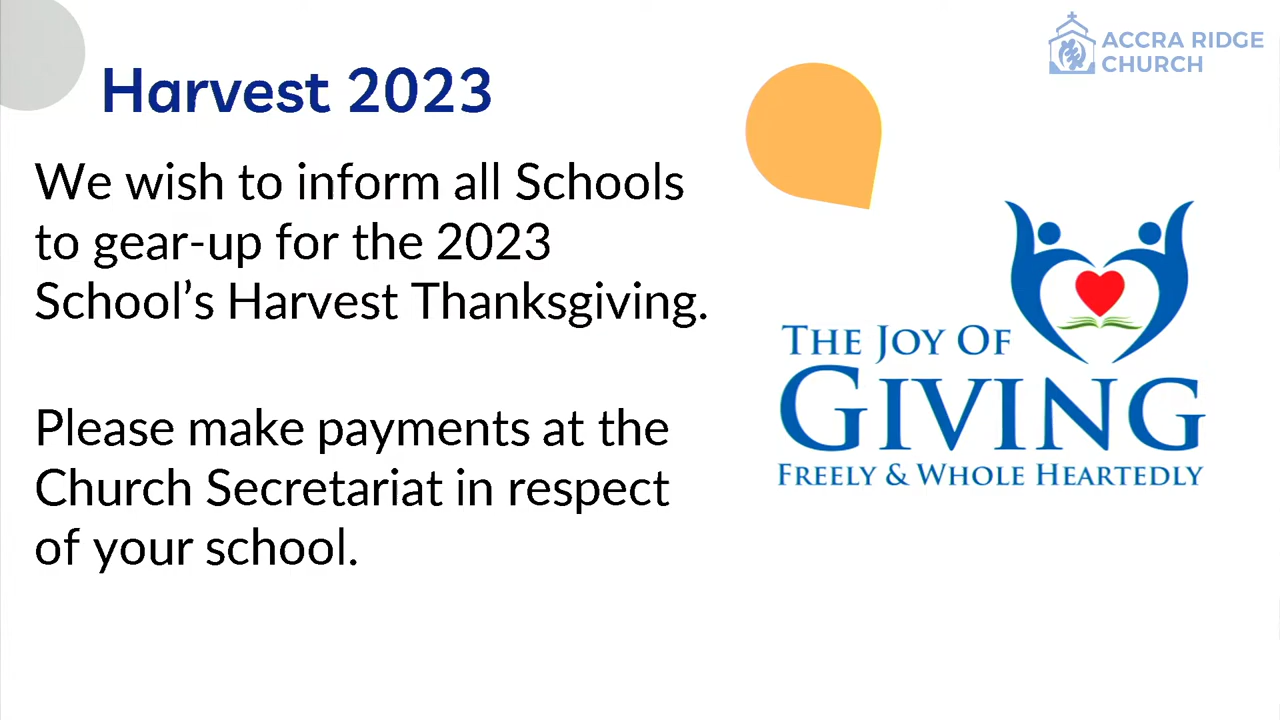 ACCRA RIDGE
CHURCH
Harvest 2023
We wish to inform all Schools
to gear-up for the 2023
School’s Harvest Thanksgiving.
Please make payments at the
Church Secretariat in respect
of your school.
THE JOY OF
GIVING
FREELY & WHOLE HEARTEDLY